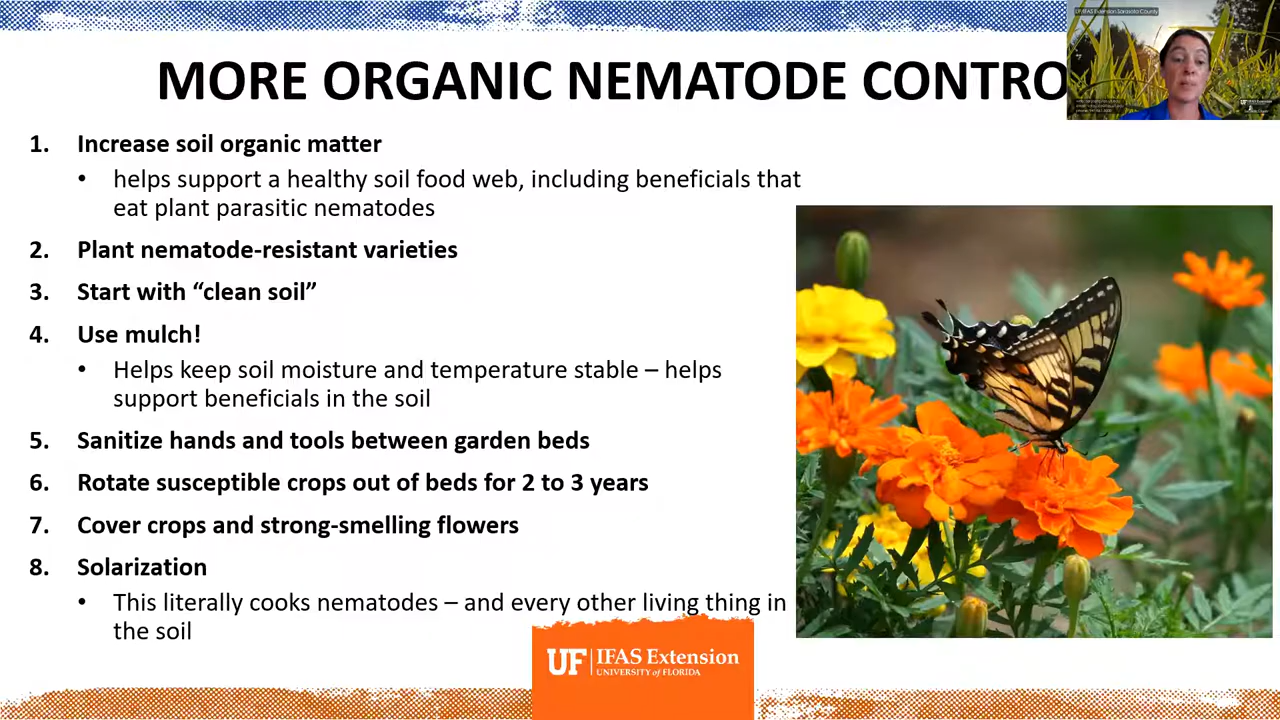 UF/IFAS Extension Sarasota County
MORE ORGANIC NEMATODE CONTRO
1. Increase soil organic matter
• helps support a healthy soil food web, including beneficials that
eat plant parasitic nematodes
2. Plant nematode-resistant varieties
3. Start with “clean soil”
4. Use mulch!
• Helps keep soil moisture and temperature stable – helps
support beneficials in the soil
5. Sanitize hands and tools between garden beds
6. Rotate susceptible crops out of beds for 2 to 3 years
7. Cover crops and strong-smelling flowers
8. Solarization
• This literally cooks nematodes – and every other living thing in
the soil
UF IFAS Extension
UNIVERSITY of FLORIDA